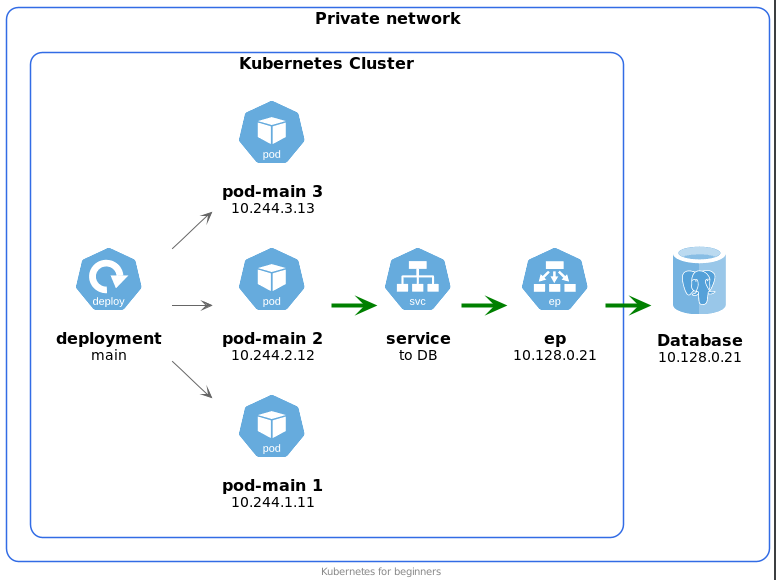 Private network
Kubernetes Cluster
pod
pod-main 3
10.244.3.13
deploy
deployment
main
pod
pod-main 2
10.244.2.12
svc
service
to DB
ep
ep
10.128.0.21
Database
10.128.0.21
pod
pod-main 1
10.244.1.11
Kubernetes for beginners